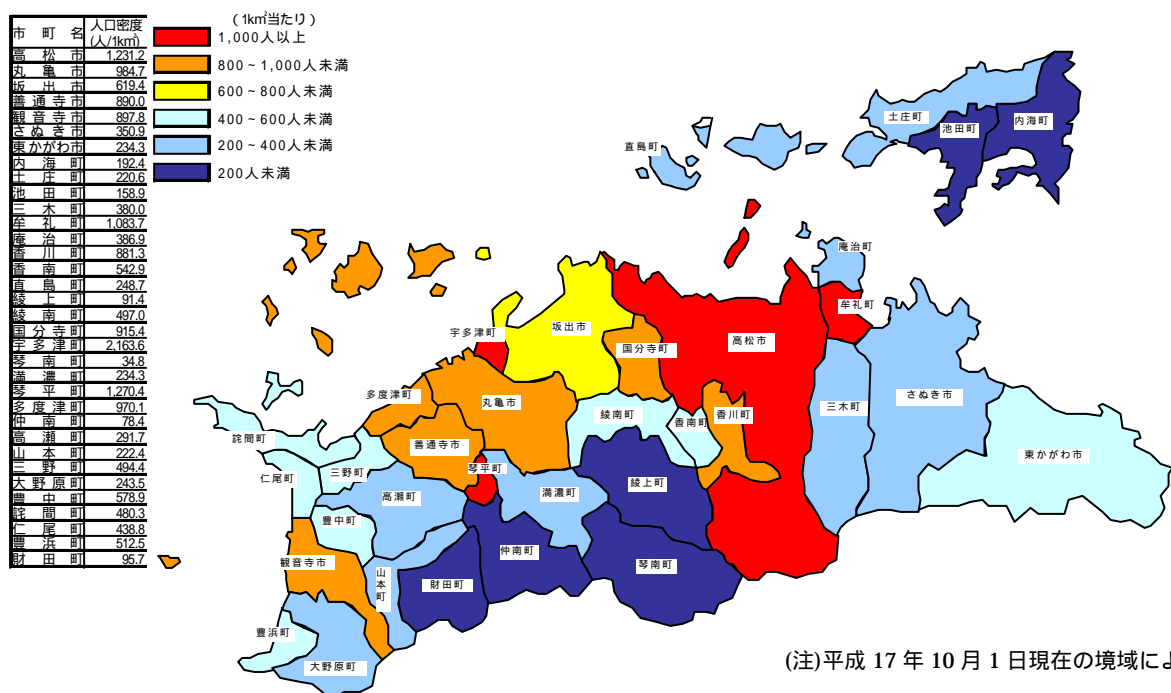 市町名 人口密度
(人/1k㎡)
高松市 1,231.2
丸亀市 984.7
坂出市 619.4
善通寺市 890.0
観音寺市 897.8
さぬき市 350.9
東かがわ市 234.3
内海町 192.4
土庄町 220.6
池田町 158.9
三木町 380.0
牟礼町 1,083.7
庵治町 386.9
香川町 881.3
香南町 542.9
直島町 248.7
綾上町 91.4
綾南町 497.0
国分寺町 915.4
宇多津町 2,163.6
琴南町 34.8
満濃町 234.3
琴平町 1,270.4
多度津町 970.1
仲南町 78.4
高瀬町 291.7
山本町 222.4
三野町 494.4
大野原町 243.5
豊中町 578.9
詫間町 480.3
仁尾町 438.8
豊浜町 512.5
財田町 95.7
(1k㎡当たり)
1,000人以上
800~1,000人未満
600~800人未満
400~600人未満
200~400人未満
200人未満
土庄町
池田町
内海町
直島町
庵治町
牟礼町
宇多津町
坂出市
国分寺町
高松市
多度津町
丸亀市
さぬき市
三木町
綾南町
香南町
香川町
詫間町
善通寺市
三野町
琴平町
東かがわ市
仁尾町
高瀬町
満濃町
綾上町
豊中町
仲南町
琴南町
観音寺市
山本町
財田町
豊浜町
大野原町
(注)平成 17 年 10 月 1 日現在の境域によ